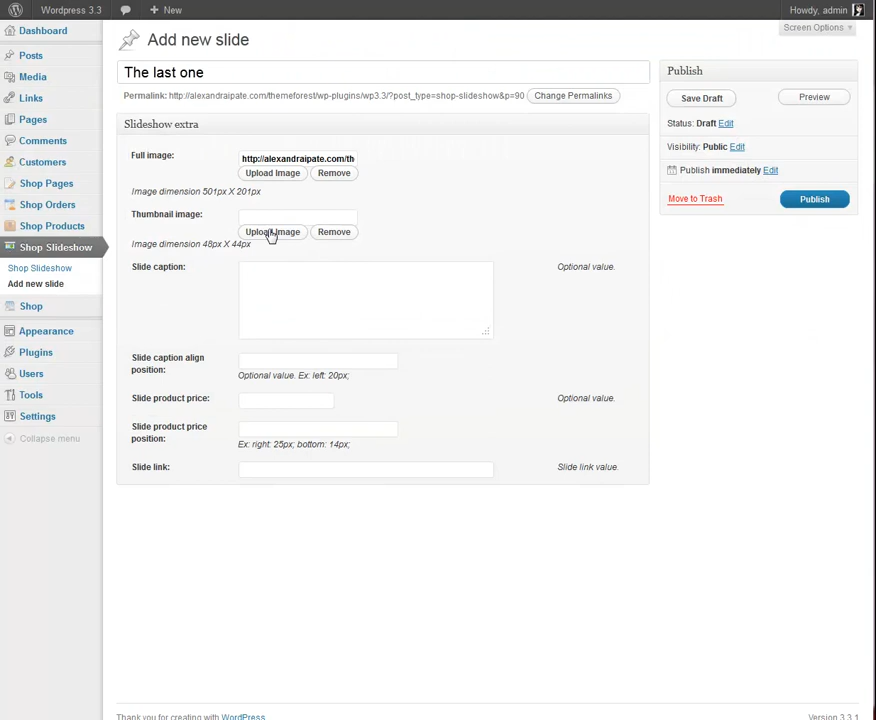 Wordpress 3.3
New
Howdy, admin
Screen Options
Dashboard
Posts
Media
Links
Pages
Comments
Customers
Shop Pages
Shop Orders
Shop Products
Shop Slideshow
Shop Slideshow
Add new slide
Shop
Appearance
Plugins
Users
Tools
Settings
Collapse menu
Add new slide
The last one
Permalink: http://alexandraipate.com/themeforest/wp-plugins/wp3.3/?post_type=shop-slideshow&p=90 Change Permalinks
Slideshow extra
Full image:
http://alexandraipate.com/th
Upload Image Remove
Image dimension 501px X 201px
Thumbnail image:
Upload Image Remove
Image dimension 48px X 44px
Slide caption:
Optional value.
Slide caption align
position:
Optional value. Ex: left: 20px;
Slide product price:
Optional value.
Slide product price
position:
Ex: right: 25px; bottom: 14px;
Slide link:
Slide link value.
Publish
Save Draft Preview
Status: Draft Edit
Visibility: Public Edit
Publish immediately Edit
Move to Trash Publish
Thank you for creating with WordPress
Version 3.3.1